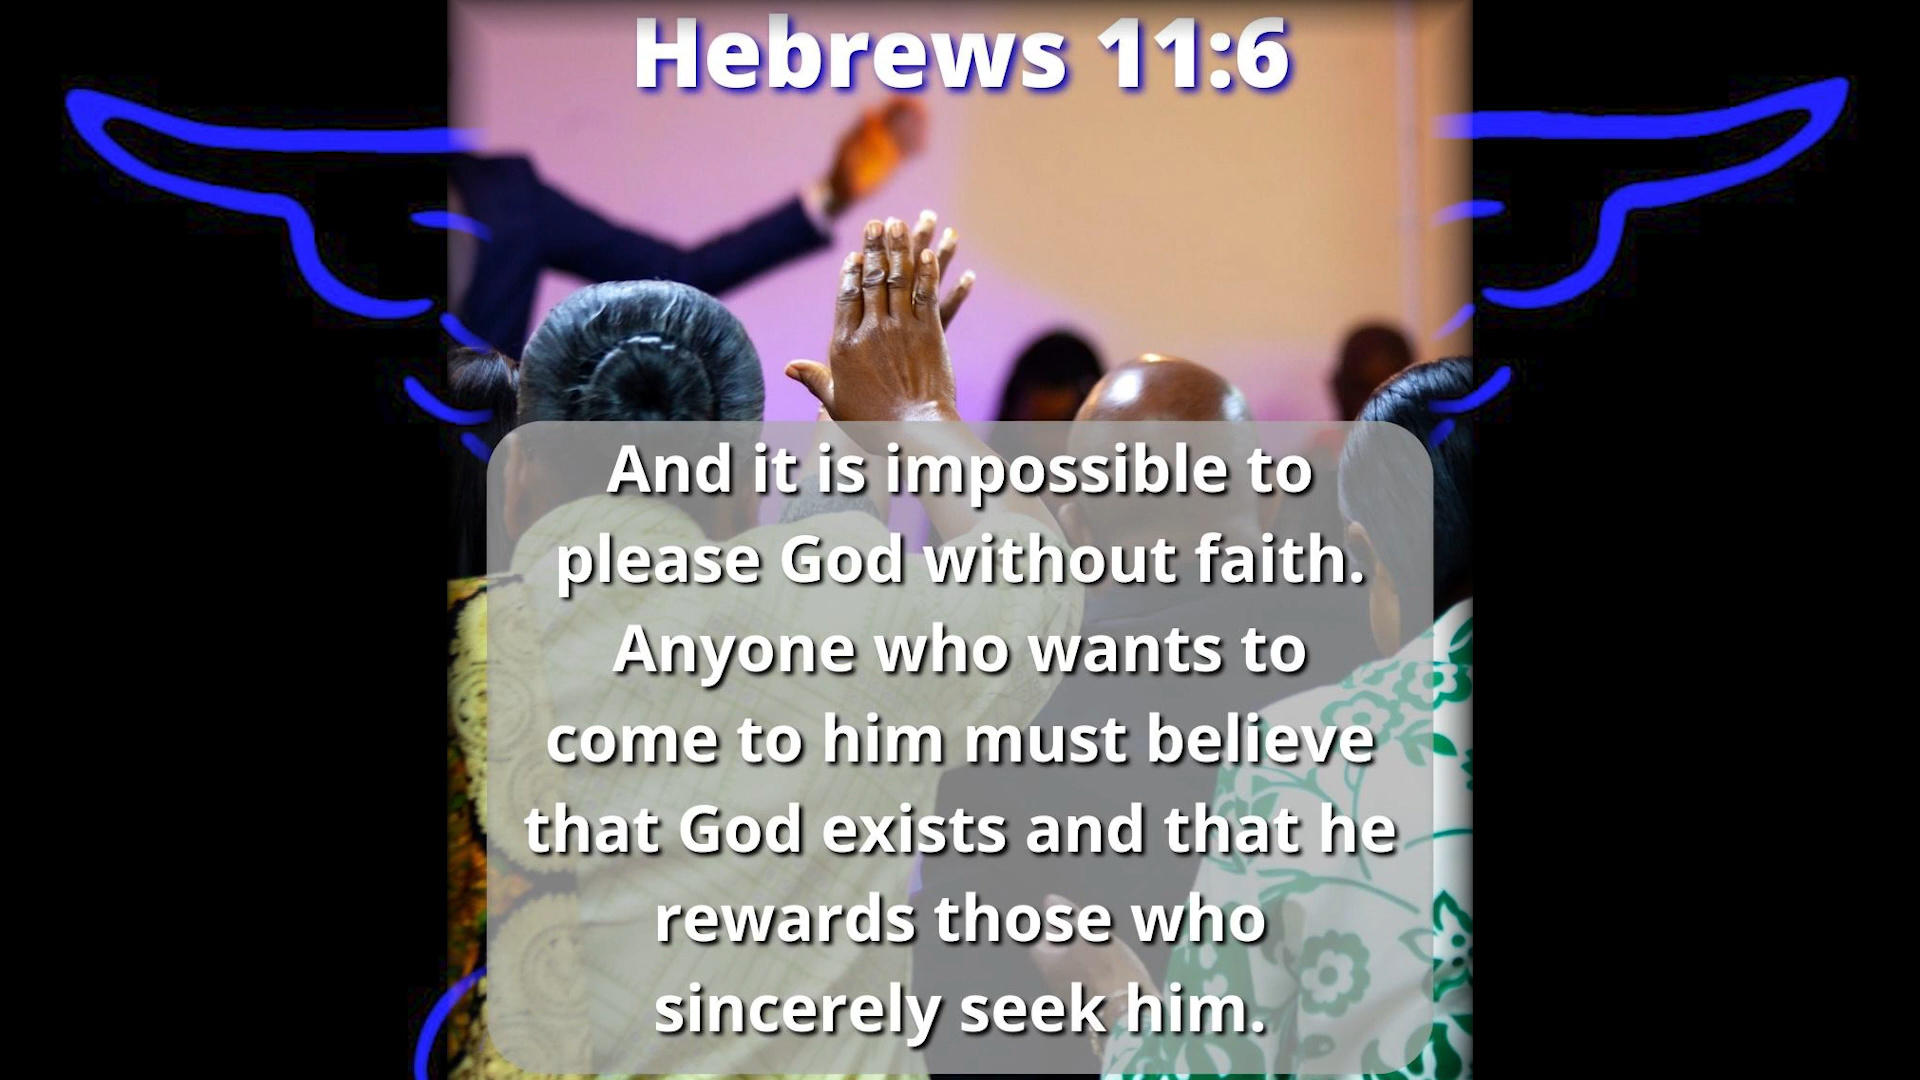 Hebrews 11:6
And it is impossible to
please God without faith.
Anyone who wants to
come to him must believe
that God exists and that he
rewards those who
sincerely seek him.